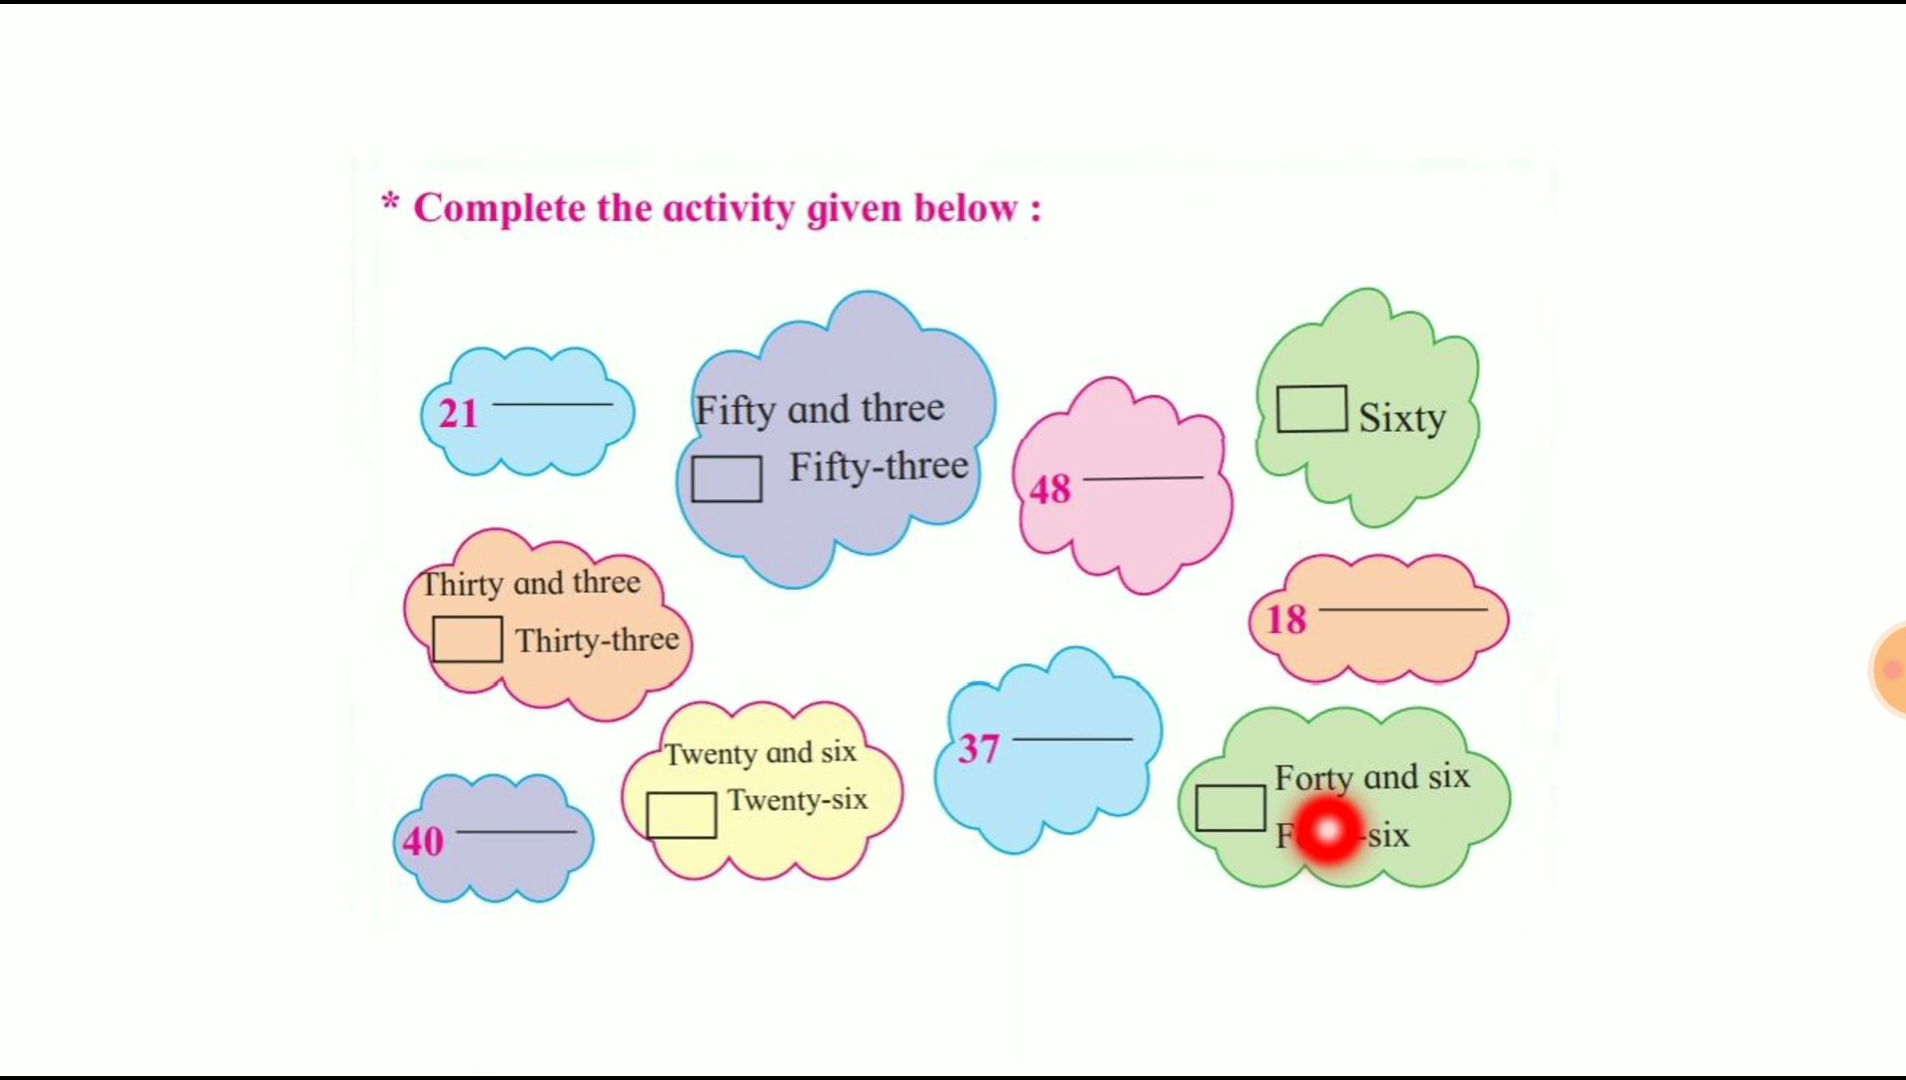 * Complete the activity given below :
21
Fifty and three
Fifty-three
48
Sixty
Thirty and three
Thirty-three
18
Twenty and six
Twenty-six
37
Forty and six
-six
40